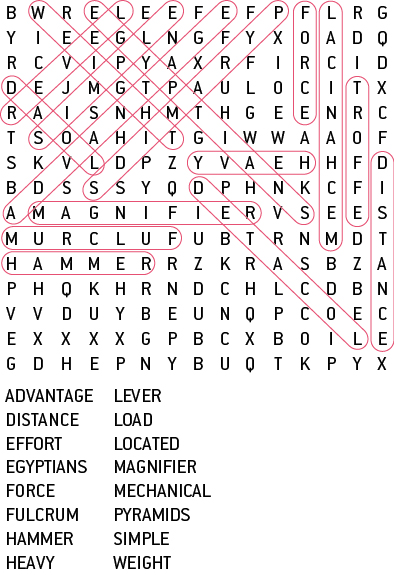 B W R E L E E F E F P F L R G
Y I E E G L N G F Y X O A D Q
R C V I P Y A X R F I R C I D
D E J M G T P A U L O C I T X
R A I S N H M T H G E E N R C
T S O A H I T G I W W A A O F
S K V L D P Z Y V A E H H F D
B D S S S Y Q D P H N K C F I
A M A G N I F I E R V S E E S
M U R C L U F U B T R N M D T
H A M M E R R Z K R A S B Z A
P H Q K H R N D C H L C D B N
V V D U Y B E U N Q P C O E C
E X X X X G P B C X B O I L E
G D H E P N Y B U Q T K P Y X
ADVANTAGE LEVER
DISTANCE LOAD
EFFORT LOCATED
EGYPTIANS MAGNIFIER
FORCE MECHANICAL
FULCRUM PYRAMIDS
HAMMER SIMPLE
HEAVY WEIGHT